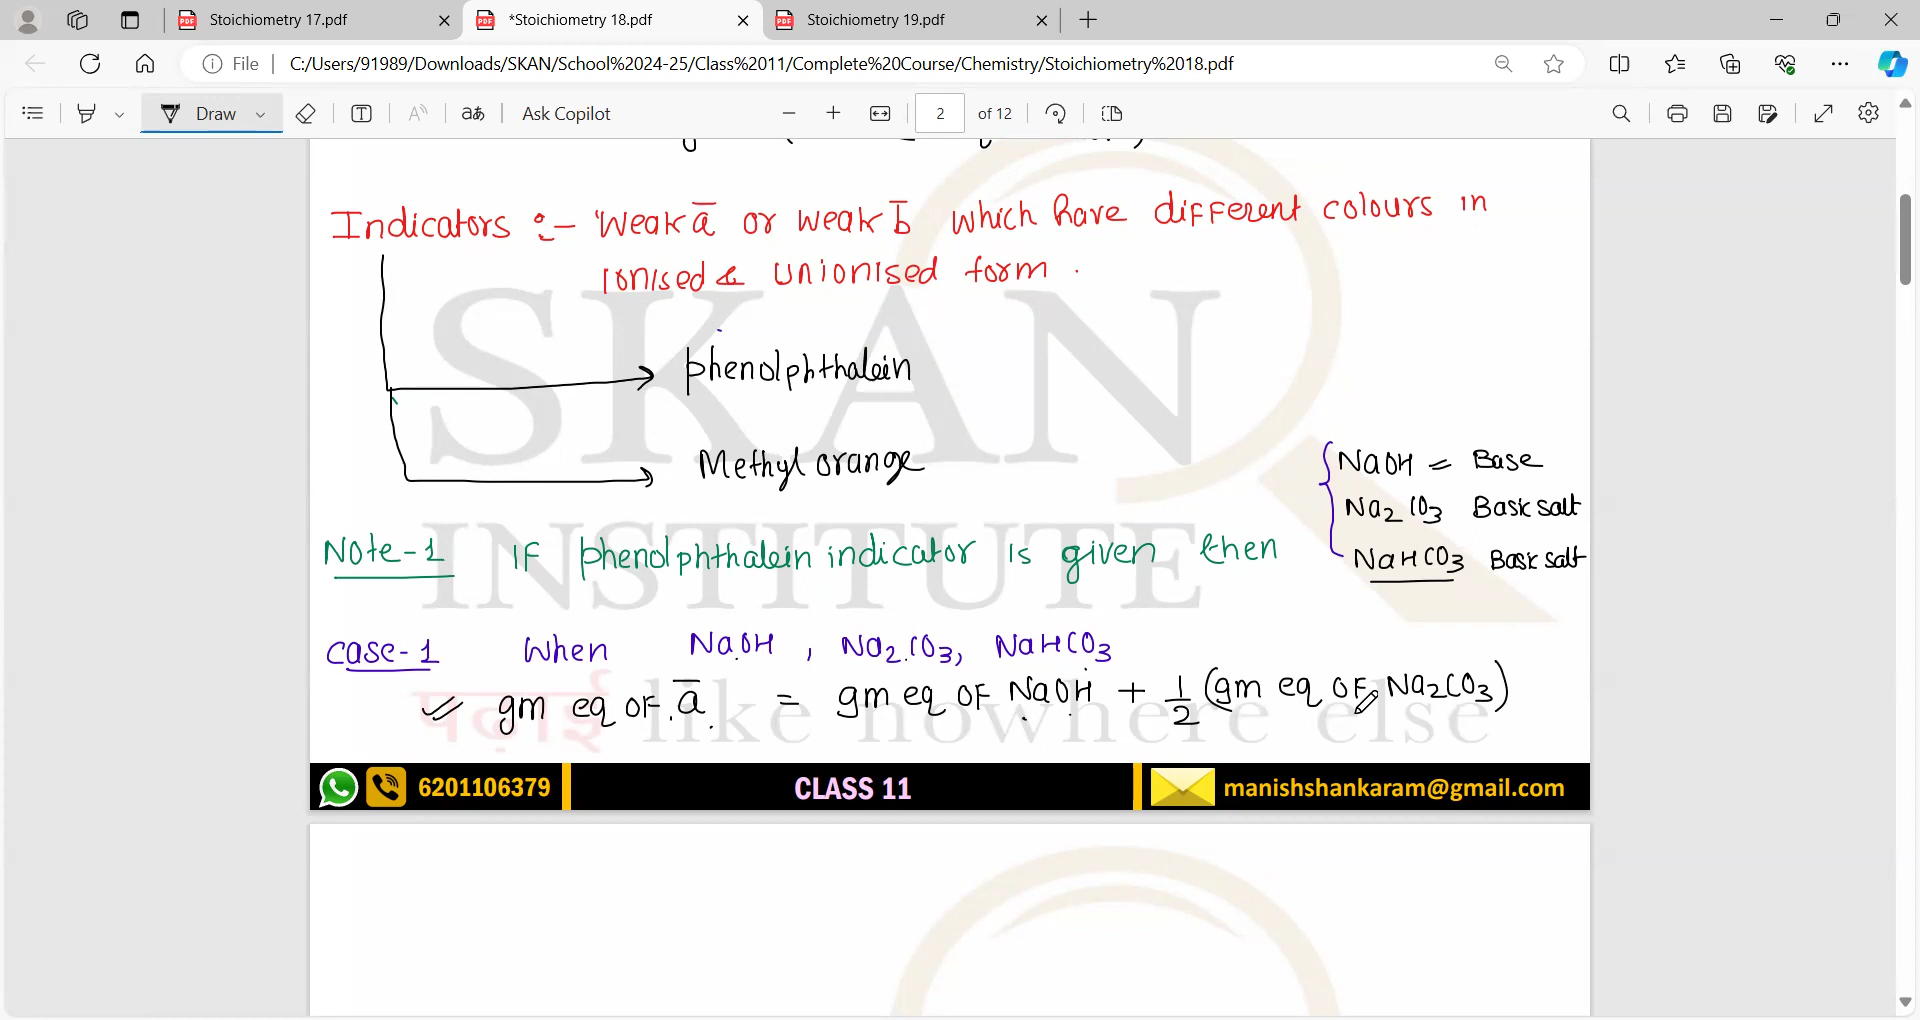 Stoichiometry 17.pdf
*Stoichiometry 18.pdf
Stoichiometry 19.pdf
File
C:/Users/91989/Downloads/SKAN/School%2024-25/Class%2011/Complete%20Course/Chemistry/Stoichiometry%2018.pdf
Draw
Ask Copilot
2 of 12
Indicators :- Weak a̅ or weak b̅ which have different colours in
ionised & unionised form.
phenolphthalein
Methyl orange
NaOH = Base
Na2CO3 Basic salt
NaHCO3 Basic salt
Note-1 IF phenolphthalein indicator is given then
case-1 When NaOH, Na2CO3, NaHCO3
gm eq OF a̅ = gm eq OF NaOH + 1/2 (gm eq OF Na2CO3)
SKAN
INSTITUTE
पढ़ाई like nowhere else
6201106379
CLASS 11
manishshankaram@gmail.com